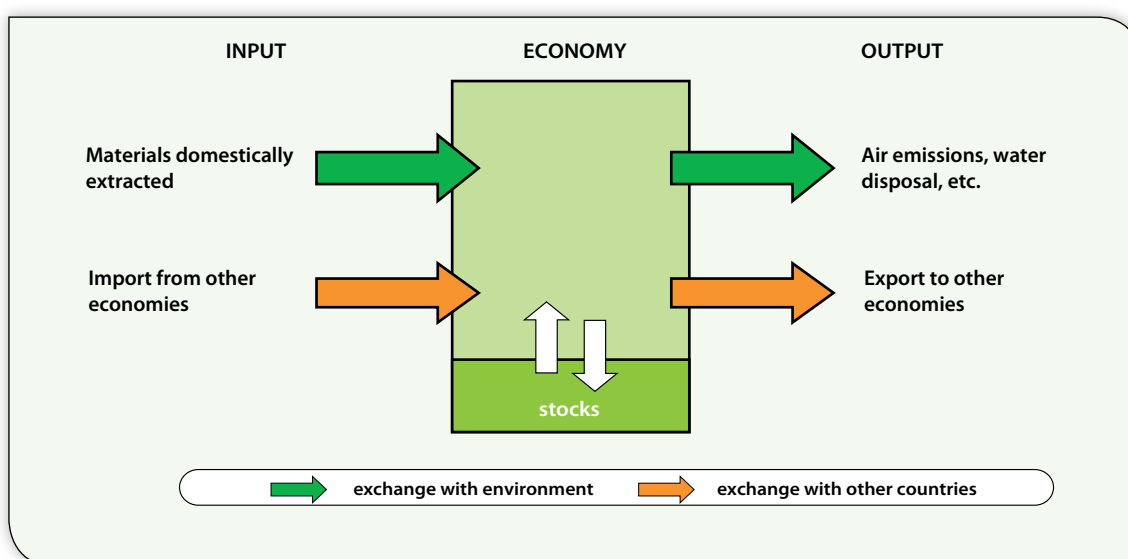 INPUT
ECONOMY
OUTPUT
Materials domestically
extracted
Air emissions, water
disposal, etc.
Import from other
economies
Export to other
economies
stocks
exchange with environment
exchange with other countries